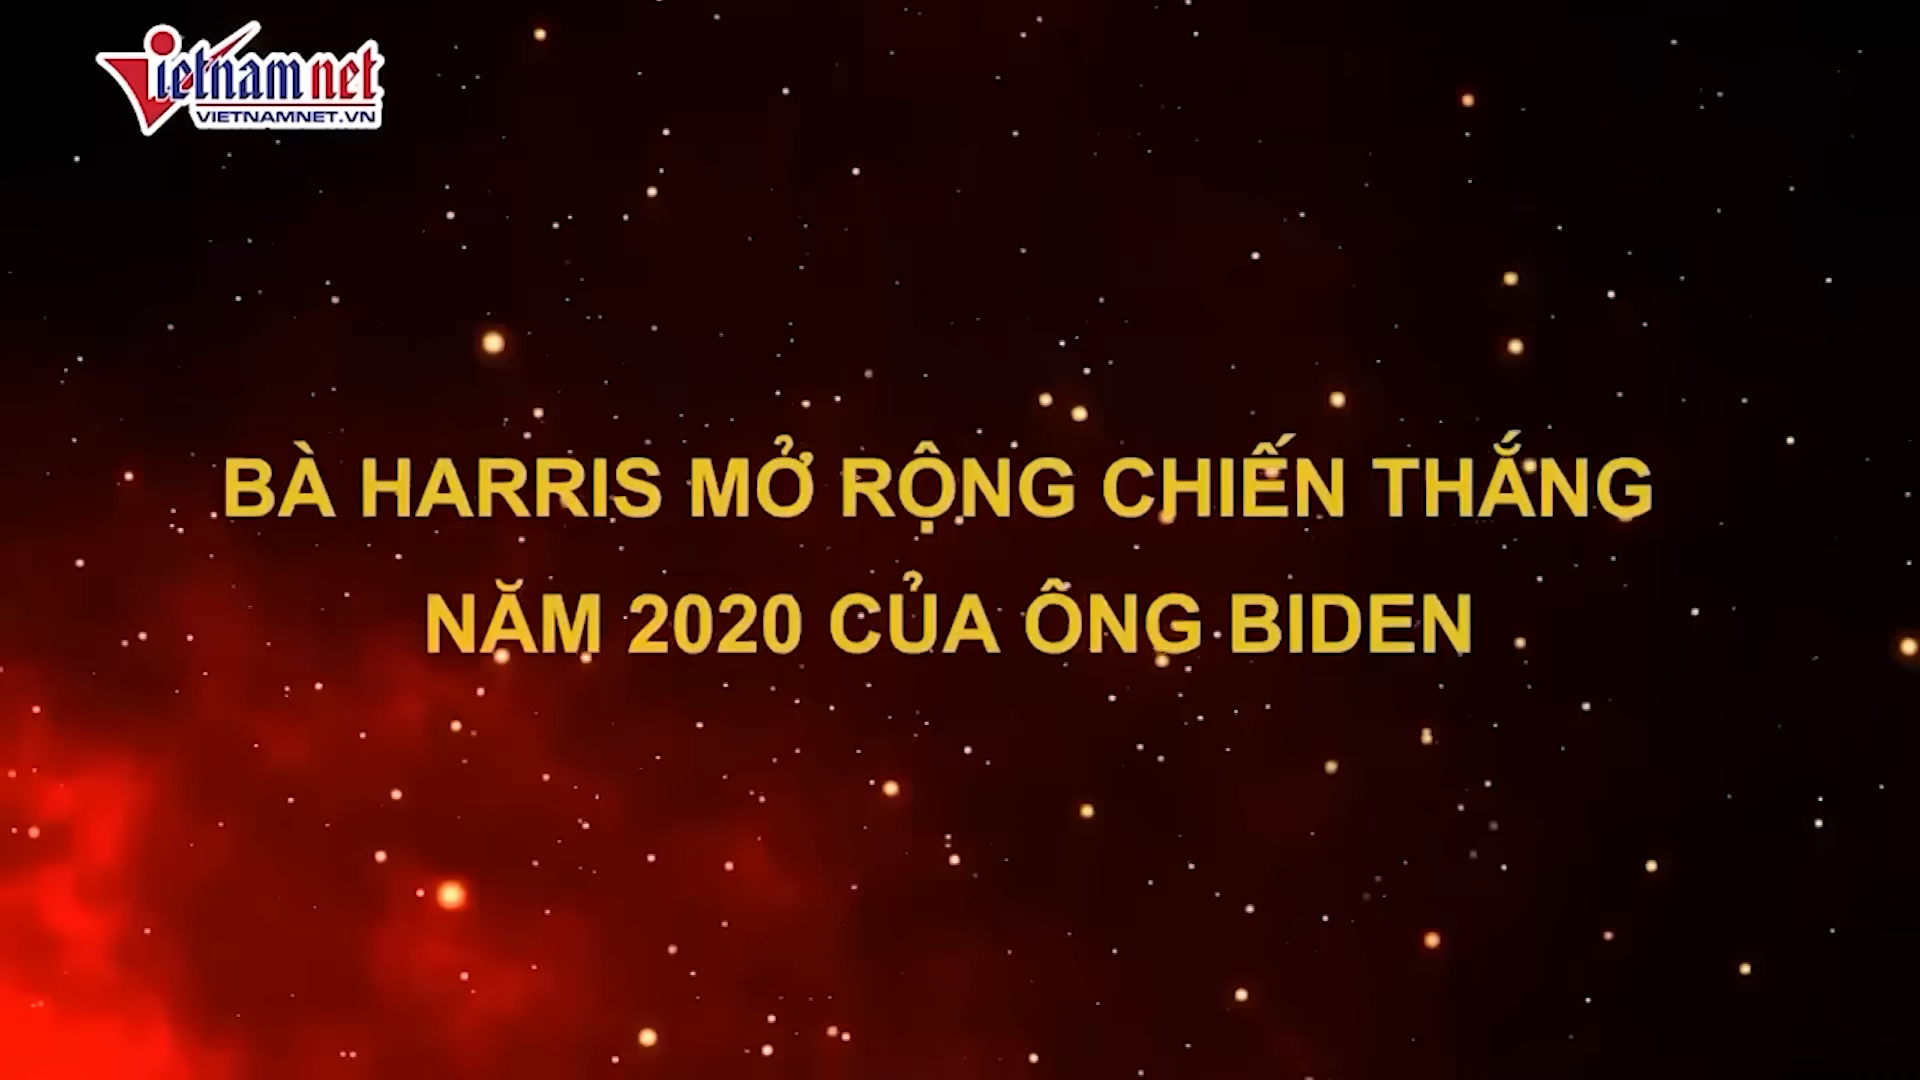 vietnamnet
VIETNAMNET.VN
BÀ HARRIS MỞ RỘNG CHIẾN THẮNG
NĂM 2020 CỦA ÔNG BIDEN